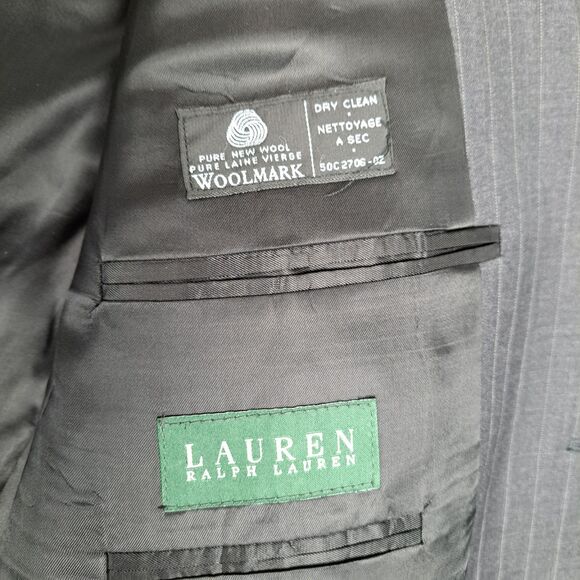 PURE NEW WOOL
PURE LAINE VIERGE
WOOLMARK
DRY CLEAN
•
NETTOYAGE
A SEC
•
50C2706-02
LAUREN
RALPH LAUREN